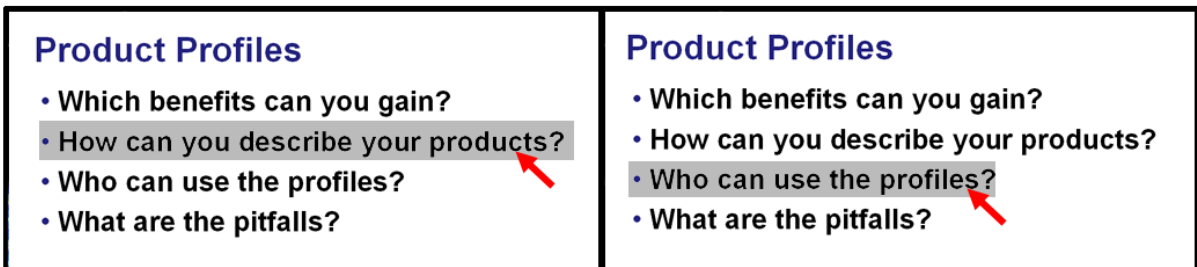 Product Profiles
• Which benefits can you gain?
• How can you describe your products?
• Who can use the profiles?
• What are the pitfalls?
Product Profiles
• Which benefits can you gain?
• How can you describe your products?
• Who can use the profiles?
• What are the pitfalls?